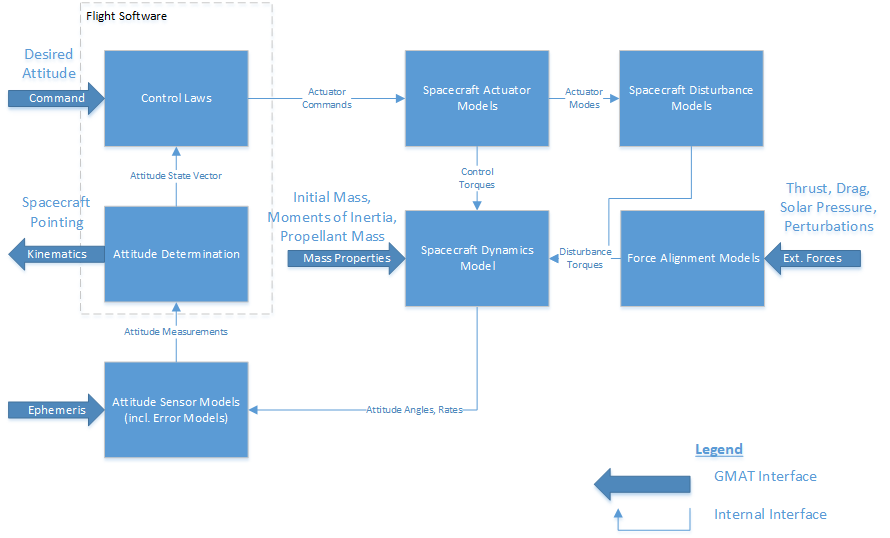 Flight Software
Desired
Attitude
Command
Control Laws
Actuator
Commands
Spacecraft Actuator
Models
Actuator
Modes
Spacecraft Disturbance
Models
Attitude State Vector
Control
Torques
Spacecraft
Pointing
Kinematics
Attitude Determination
Initial Mass,
Moments of Inertia,
Propellant Mass
Mass Properties
Spacecraft Dynamics
Model
Disturbance
Torques
Force Alignment Models
Thrust, Drag,
Solar Pressure,
Perturbations
Ext. Forces
Attitude Measurements
Ephemeris
Attitude Sensor Models
(incl. Error Models)
Attitude Angles, Rates
Legend
GMAT Interface
Internal Interface